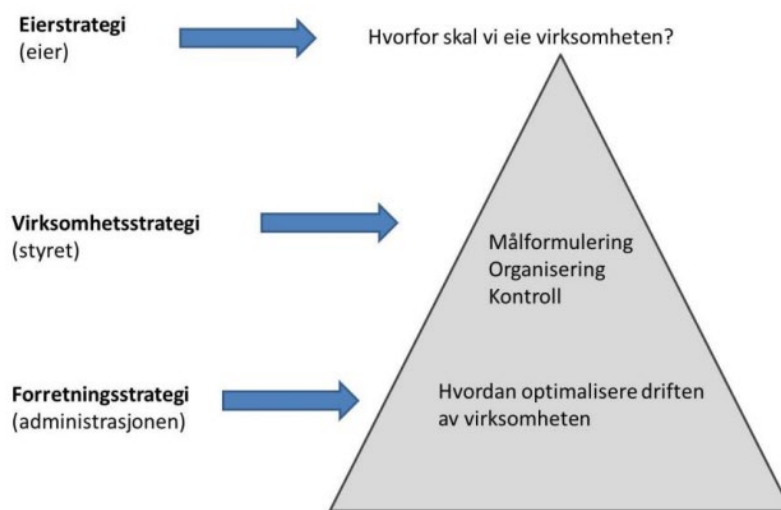 Eierstrategi
(eier)
Hvorfor skal vi eie virksomheten?
Virksomhetsstrategi
(styret)
Målformulering
Organisering
Kontroll
Forretningsstrategi
(administrasjonen)
Hvordan optimalisere driften
av virksomheten